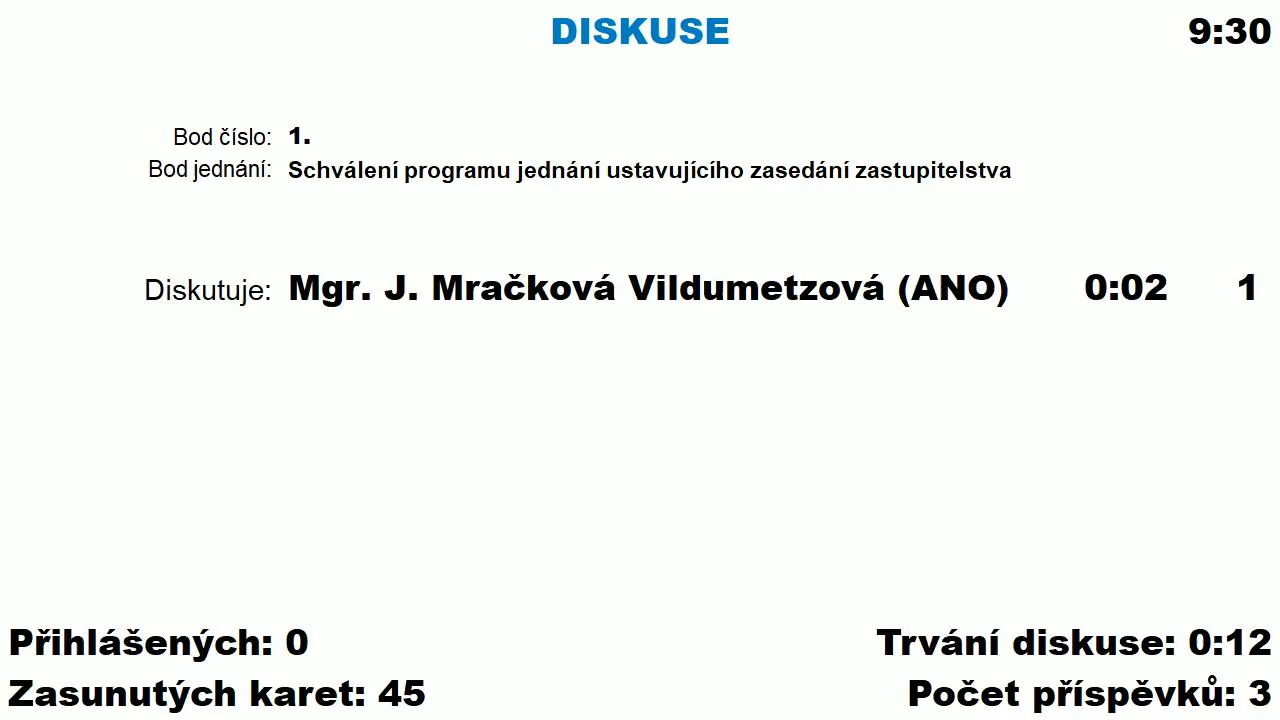 DISKUSE 9:30
Bod číslo: 1.
Bod jednání: Schválení programu jednání ustavujícího zasedání zastupitelstva
Diskutuje: Mgr. J. Mračková Vildumetzová (ANO) 0:02 1
Přihlášených: 0 Trvání diskuse: 0:12
Zasunutých karet: 45 Počet příspěvků: 3